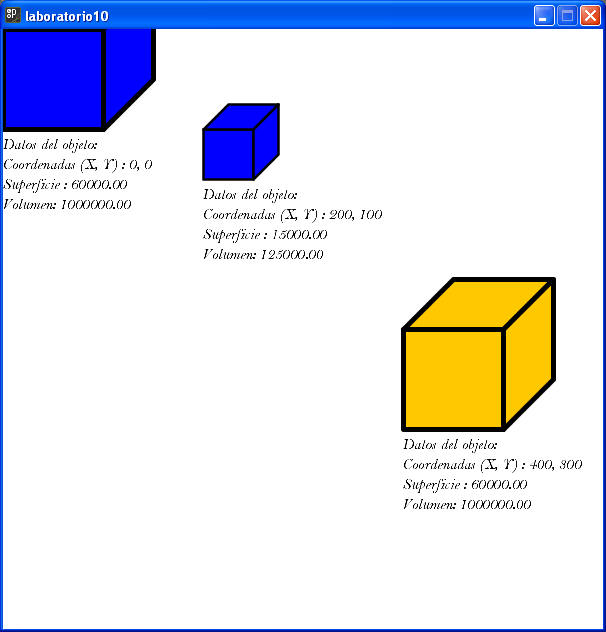 laboratorio10
Datos del objeto:
Coordenadas (X, Y) : 0, 0
Superficie : 60000.00
Volumen: 1000000.00
Datos del objeto:
Coordenadas (X, Y) : 200, 100
Superficie : 15000.00
Volumen: 125000.00
Datos del objeto:
Coordenadas (X, Y) : 400, 300
Superficie : 60000.00
Volumen: 1000000.00